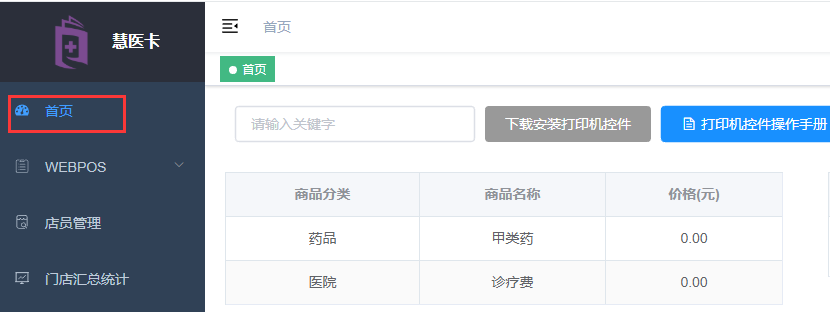 慧医卡
首页
WEBPOS
店员管理
门店汇总统计
首页
首页
请输入关键字
下载安装打印机控件
打印机控件操作手册
商品分类 商品名称 价格(元)
药品 甲类药 0.00
医院 诊疗费 0.00